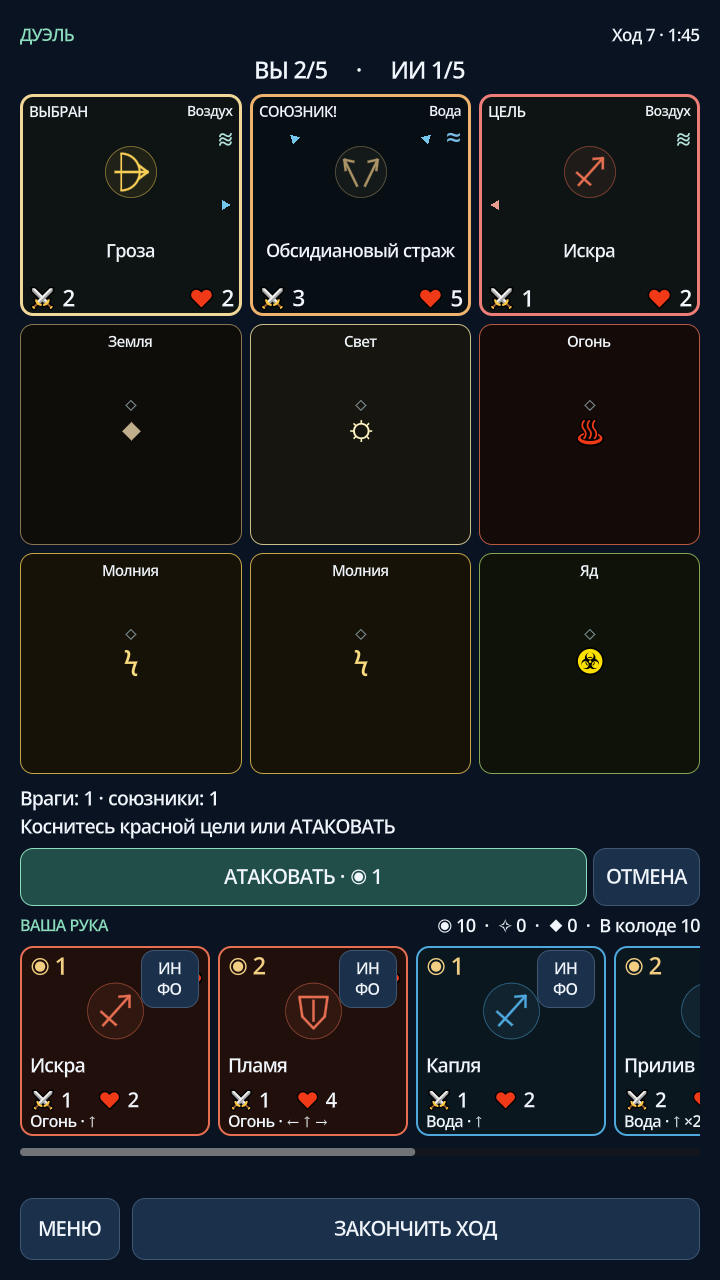 ДУЭЛЬ
Ход 7 · 1:45
ВЫ 2/5 · ИИ 1/5
ВЫБРАН Воздух
Гроза
2 2
СОЮЗНИК! Вода
Обсидиановый страж
3 5
ЦЕЛЬ Воздух
Искра
1 2
Земля
Свет
Огонь
Молния
Молния
Яд
Враги: 1 · союзники: 1
Коснитесь красной цели или АТАКОВАТЬ
АТАКОВАТЬ · ◉ 1
ОТМЕНА
ВАША РУКА
◉ 10 · ✧ 0 · ◆ 0 · В колоде 10
◉ 1
ИН
ФО
Искра
1 2
Огонь · ↑
◉ 2
ИН
ФО
Пламя
1 4
Огонь · ← ↑ →
◉ 1
ИН
ФО
Капля
1 2
Вода · ↑
◉ 2
Прилив
2
Вода · ↑ ×2
МЕНЮ
ЗАКОНЧИТЬ ХОД